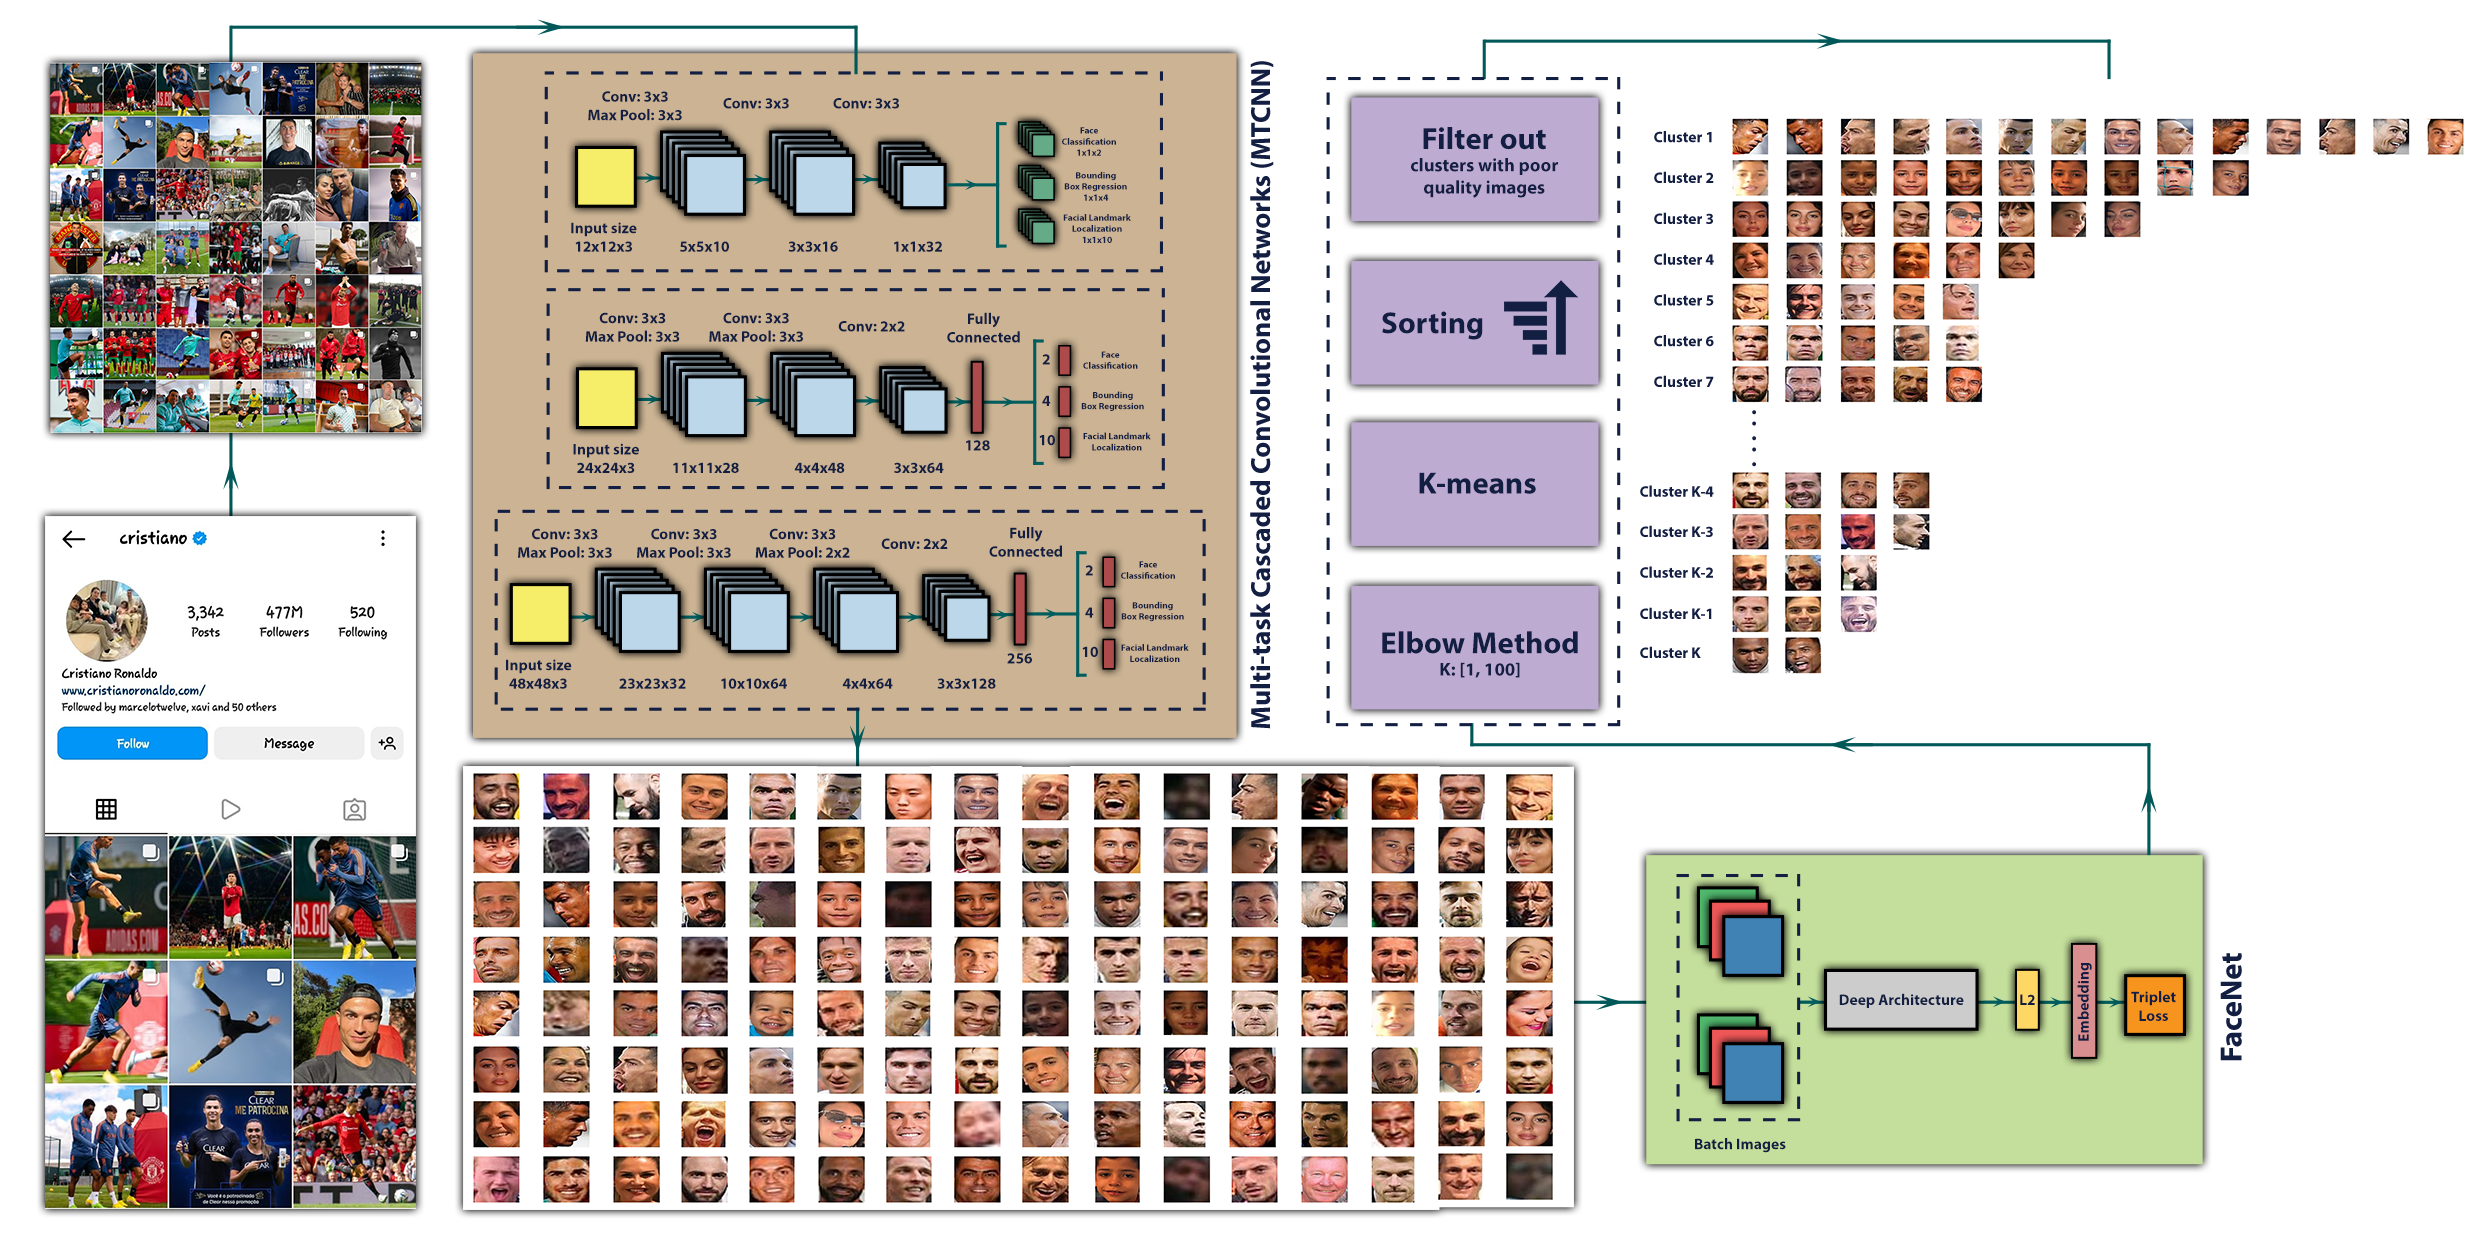 cristiano
3,342
477M
520
Posts
Followers
Following
Cristiano Ronaldo
www.cristianoronaldo.com/
Followed by marcelotwelve, xavi and 50 others
Follow
Message
ADIDAS.COM
AS.CO
CLEAR
ME PATROCINA
CLEAR
Conv: 3x3
Max Pool: 3x3
Conv: 3x3
Conv: 3x3
Input size
12x12x3
5x5x10
3x3x16
1x1x32
Face
Classification
1x1x2
Bounding
Box Regression
1x1x4
Facial Landmark
Localization
1x1x10
Conv: 3x3
Max Pool: 3x3
Conv: 3x3
Max Pool: 3x3
Conv: 2x2
Fully
Connected
Input size
24x24x3
11x11x28
4x4x48
3x3x64
128
2
Face
Classification
4
Bounding
Box Regression
10
Facial Landmark
Localization
Conv: 3x3
Max Pool: 3x3
Conv: 3x3
Max Pool: 3x3
Conv: 3x3
Max Pool: 2x2
Conv: 2x2
Fully
Connected
Input size
48x48x3
23x23x32
10x10x64
4x4x64
3x3x128
256
2
Face
Classification
4
Bounding
Box Regression
10
Facial Landmark
Localization
Multi-task Cascaded Convolutional Networks (MTCNN)
Batch Images
Deep Architecture
L2
Embedding
Triplet
Loss
FaceNet
Filter out
clusters with poor
quality images
Sorting
K-means
Elbow Method
K: [1, 100]
Cluster 1
Cluster 2
Cluster 3
Cluster 4
Cluster 5
Cluster 6
Cluster 7
Cluster K-4
Cluster K-3
Cluster K-2
Cluster K-1
Cluster K